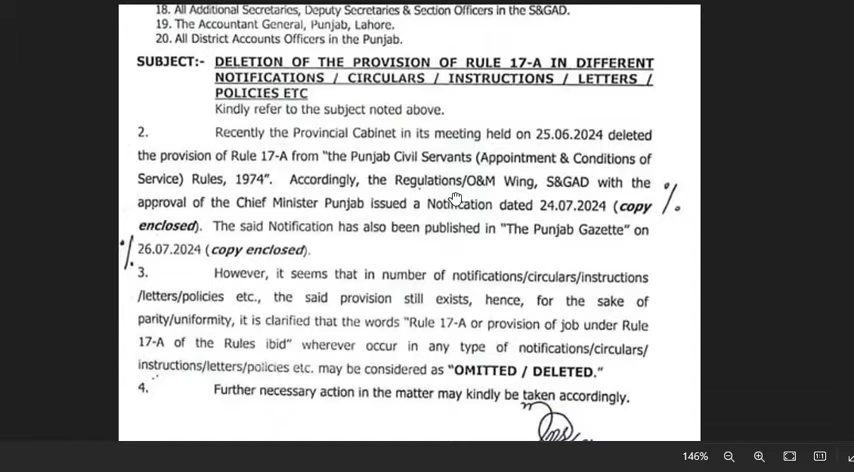 18. All Additional Secretaries, Deputy Secretaries & Section Officers in the S&GAD.
19. The Accountant General, Punjab, Lahore.
20. All District Accounts Officers in the Punjab.
SUBJECT:- DELETION OF THE PROVISION OF RULE 17-A IN DIFFERENT
NOTIFICATIONS / CIRCULARS / INSTRUCTIONS / LETTERS /
POLICIES ETC
Kindly refer to the subject noted above.
2. Recently the Provincial Cabinet in its meeting held on 25.06.2024 deleted
the provision of Rule 17-A from "the Punjab Civil Servants (Appointment & Conditions of
Service) Rules, 1974". Accordingly, the Regulations/O&M Wing, S&GAD with the
approval of the Chief Minister Punjab issued a Notification dated 24.07.2024 (copy
enclosed). The said Notification has also been published in "The Punjab Gazette" on
26.07.2024 (copy enclosed).
3. However, it seems that in number of notifications/circulars/instructions
/letters/policies etc., the said provision still exists, hence, for the sake of
parity/uniformity, it is clarified that the words "Rule 17-A or provision of job under Rule
17-A of the Rules ibid" wherever occur in any type of notifications/circulars/
instructions/letters/policies etc. may be considered as "OMITTED / DELETED."
4. Further necessary action in the matter may kindly be taken accordingly.
146%
1:1